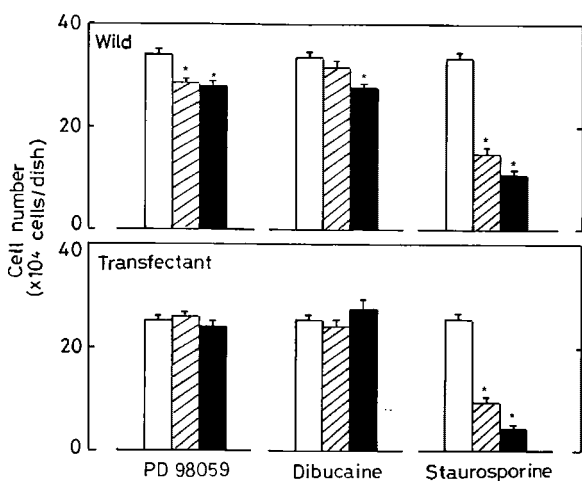 Cell number
(x10⁴ cells/dish)
40
20
0
Wild
* *
*
*
*
40
20
0
Transfectant
*
*
PD 98059
Dibucaine
Staurosporine